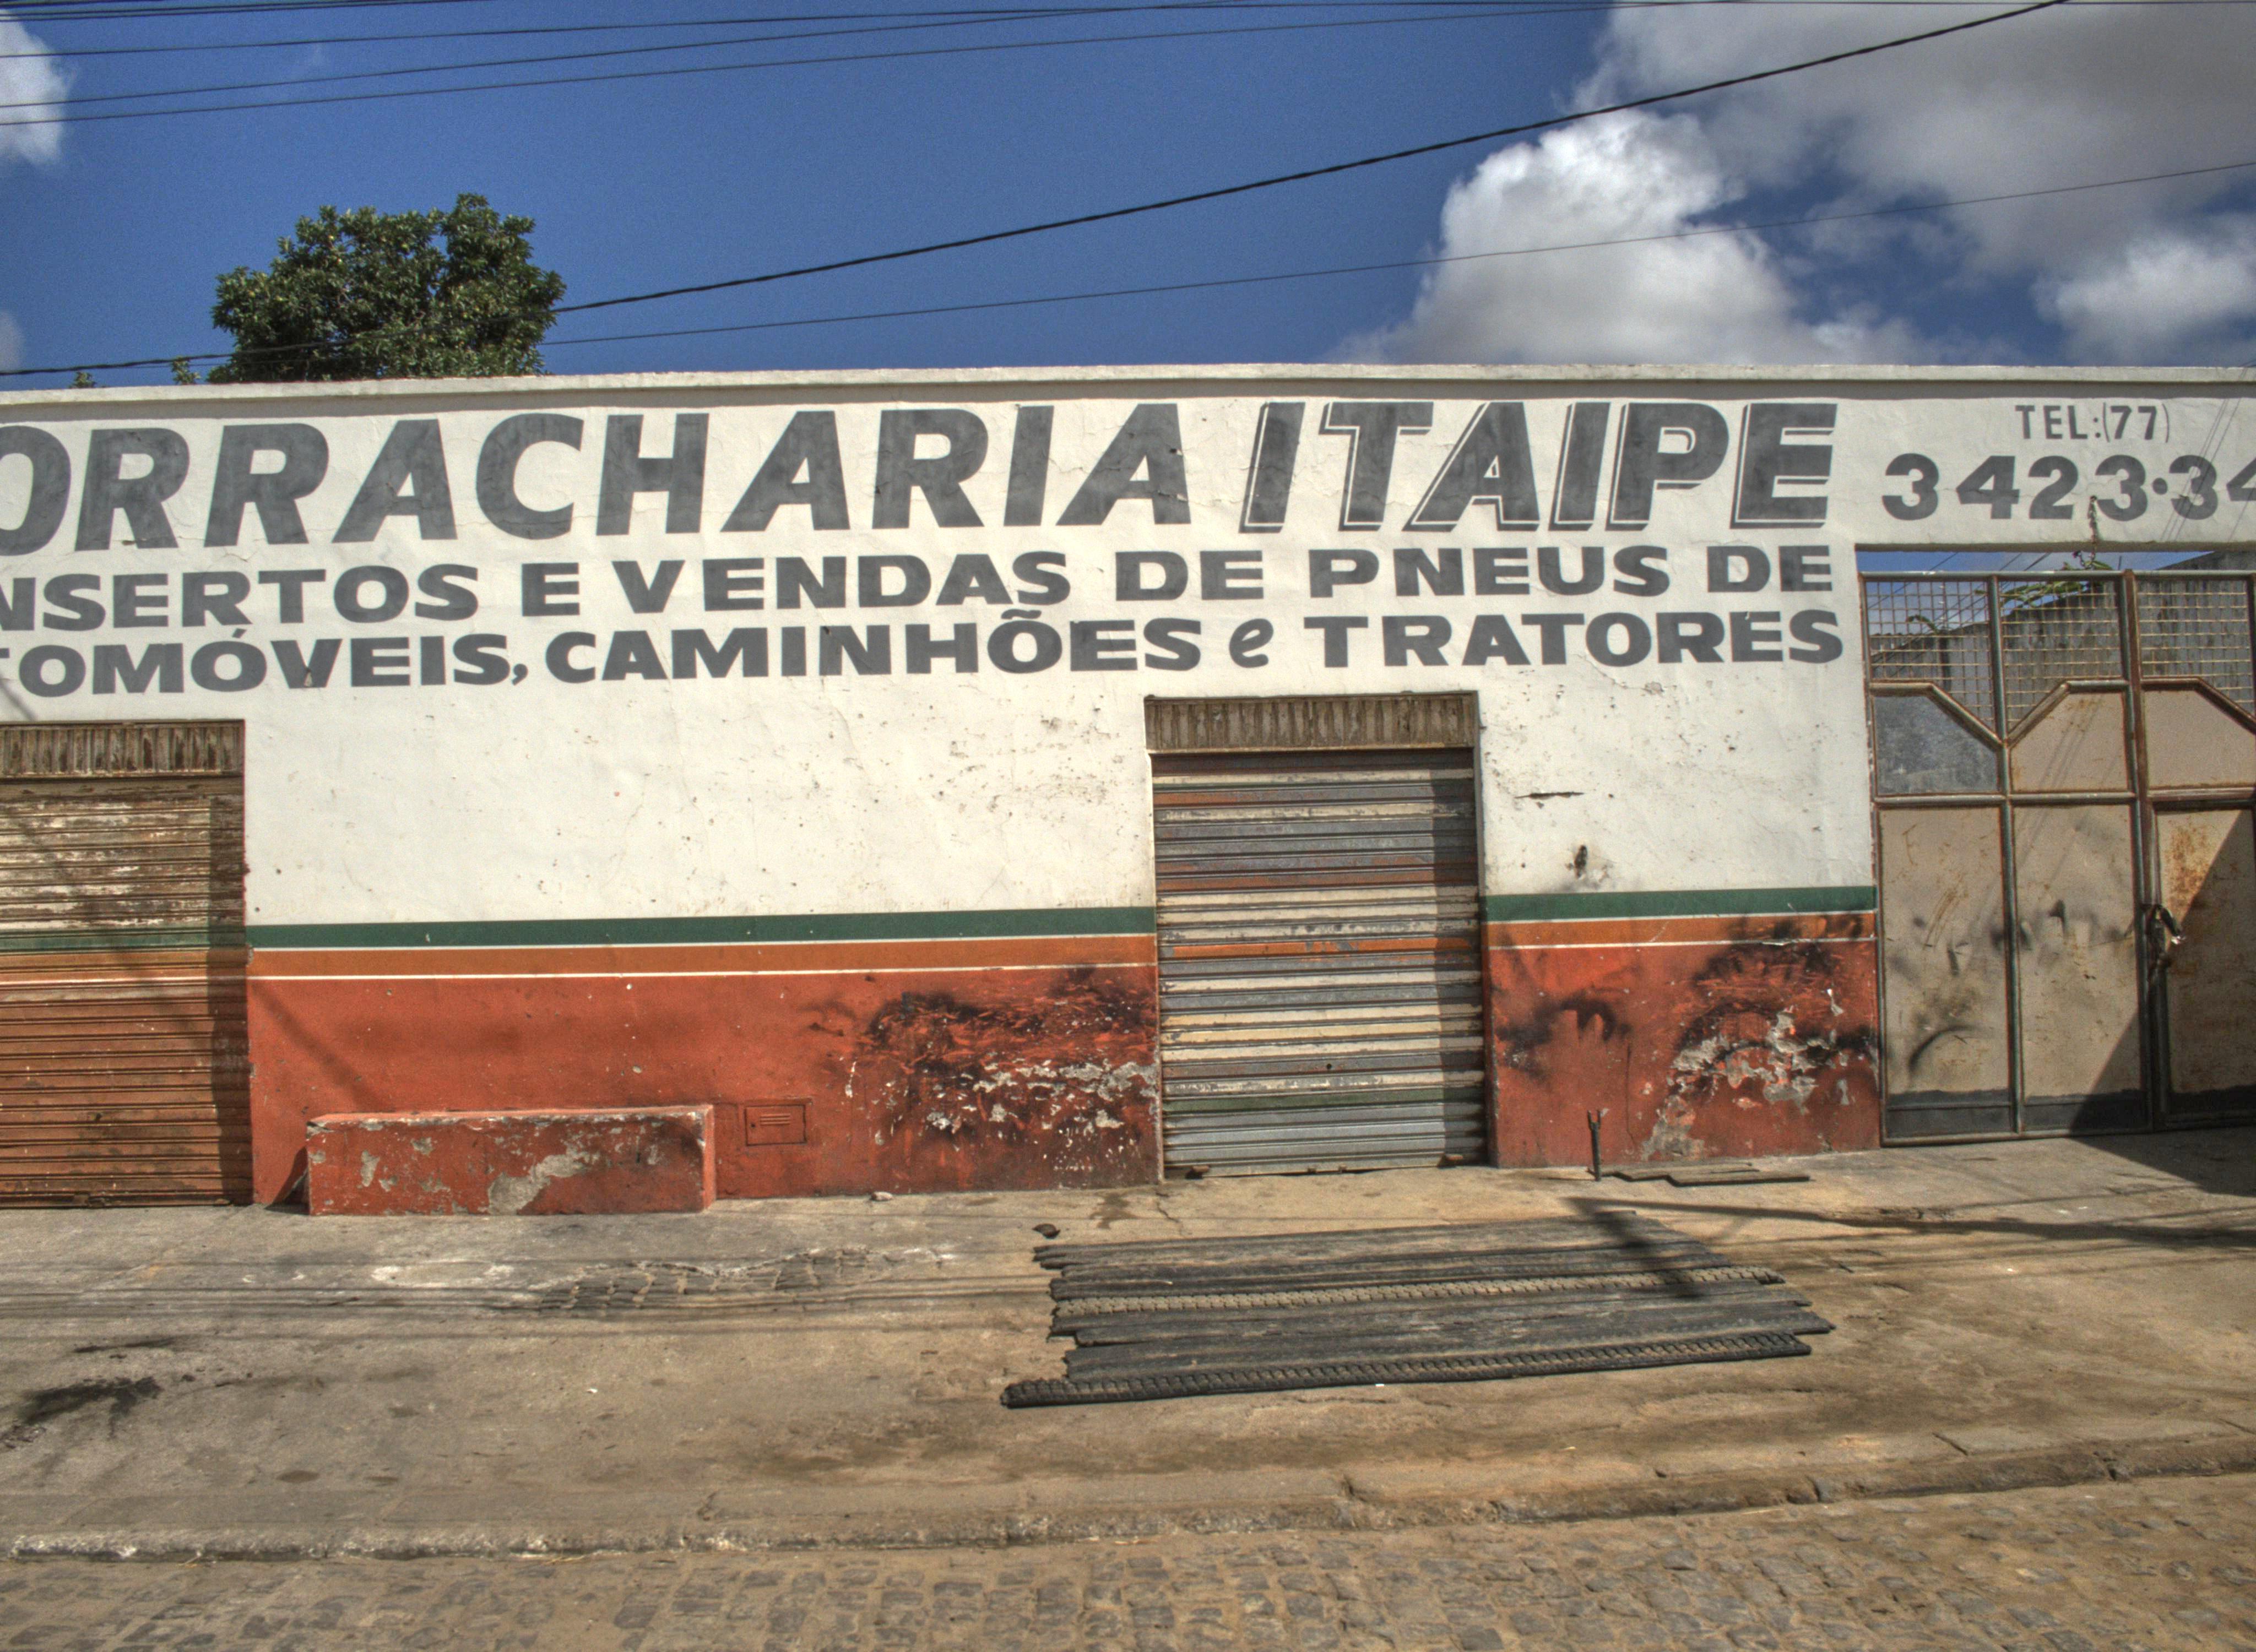 ORRACHARIA ITAIPE
NSERTOS E VENDAS DE PNEUS DE
TOMÓVEIS, CAMINHÕES e TRATORES
TEL:(77)
3423·34